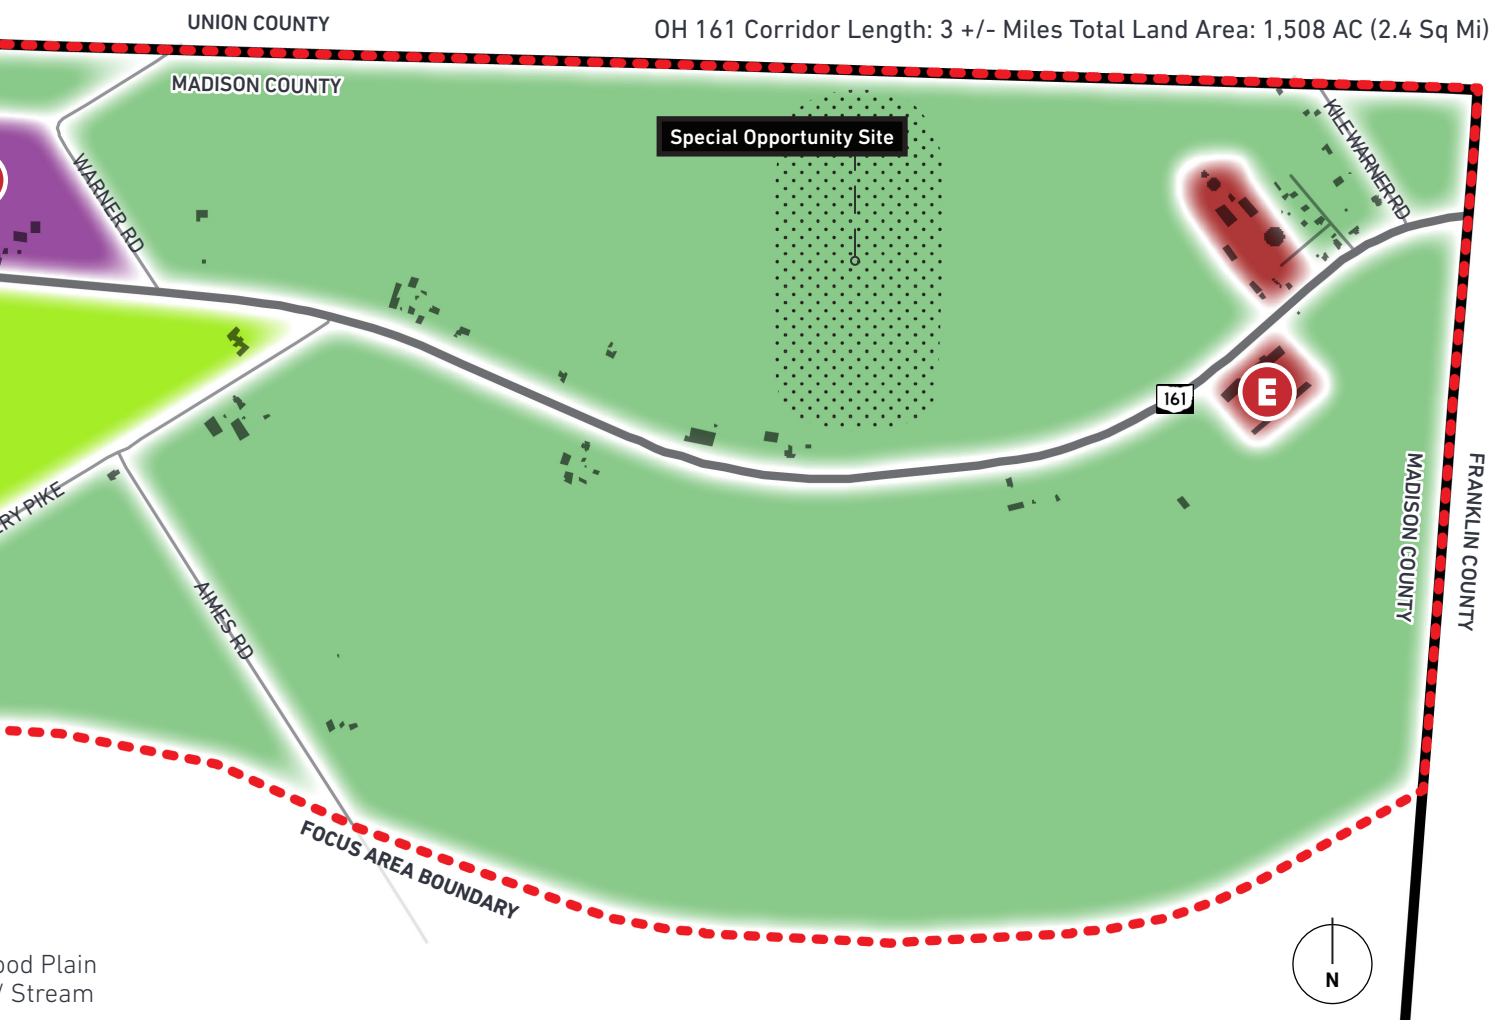 UNION COUNTY
OH 161 Corridor Length: 3 +/- Miles Total Land Area: 1,508 AC (2.4 Sq Mi)
MADISON COUNTY
Special Opportunity Site
KILE WARNER RD
WARNER RD
161
E
ERY PIKE
MADISON COUNTY
FRANKLIN COUNTY
AIMES RD
FOCUS AREA BOUNDARY
ood Plain
/ Stream
N